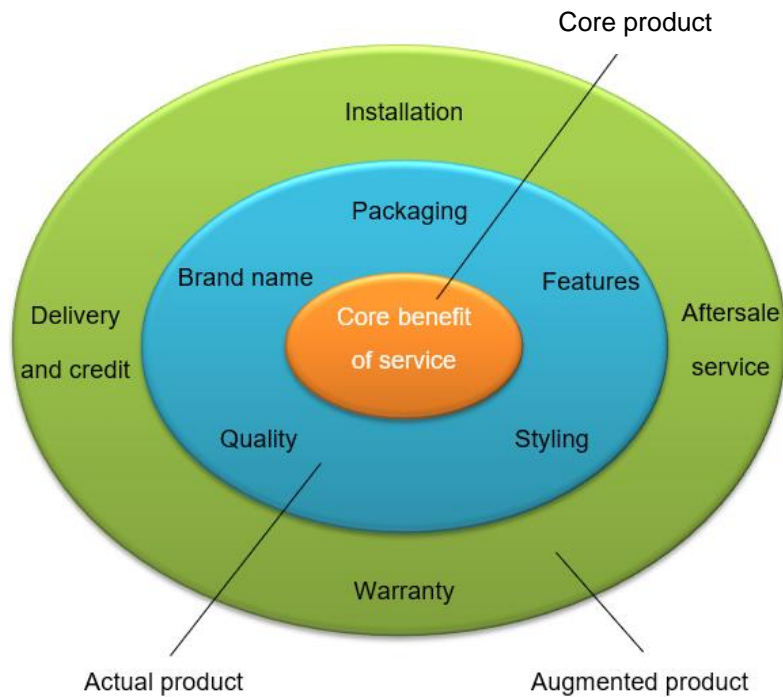 Core product
Installation
Packaging
Brand name
Features
Core benefit
of service
Delivery
and credit
Aftersale
service
Quality
Styling
Warranty
Actual product
Augmented product